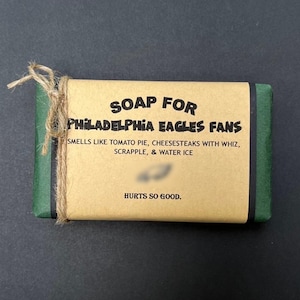 SOAP FOR
PHILADELPHIA EAGLES FANS
SMELLS LIKE TOMATO PIE, CHEESESTEAKS WITH WHIZ,
SCRAPPLE, & WATER ICE
HURTS SO GOOD.